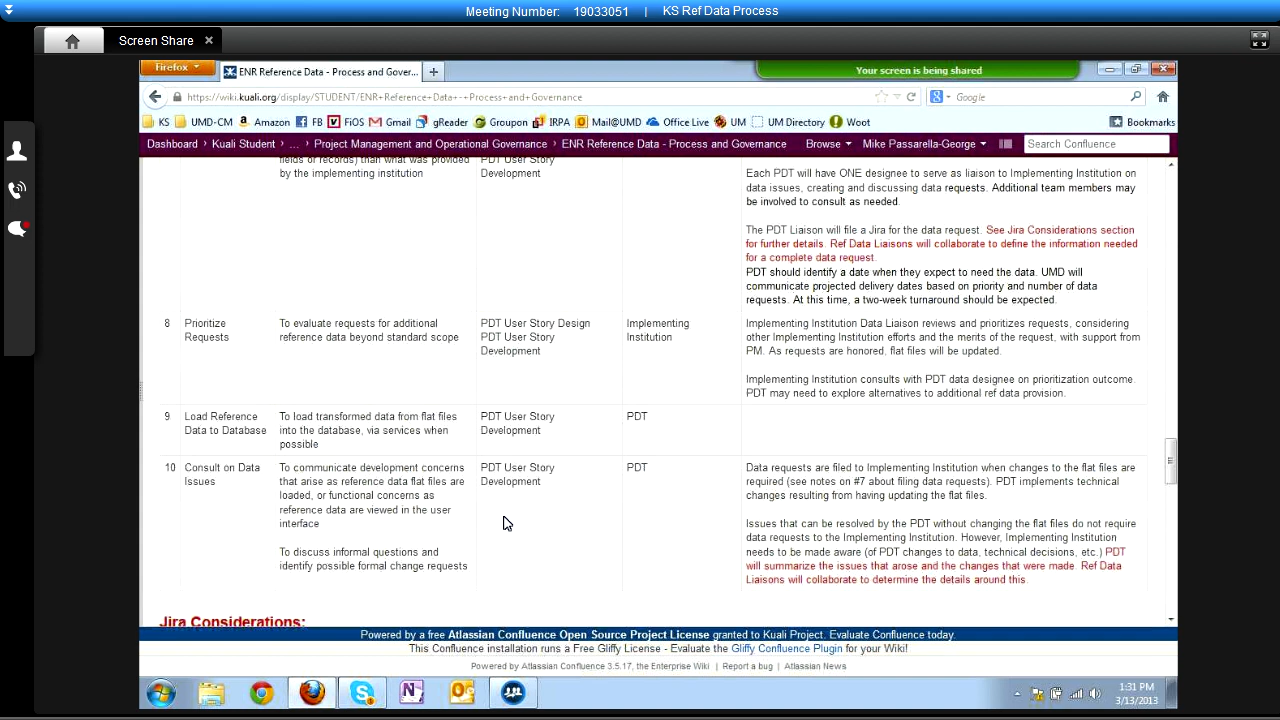 Meeting Number: 19033051 | KS Ref Data Process
Screen Share ×
Firefox
ENR Reference Data - Process and Gover... +
Your screen is being shared
https://wiki.kuali.org/display/STUDENT/ENR+Reference+Data+-+Process+and+Governance
Google
KS UMD-CM Amazon FB FiOS Gmail gReader Groupon IRPA Mail@UMD Office Live UM UM Directory Woot Bookmarks
Dashboard > Kuali Student > ... > Project Management and Operational Governance > ENR Reference Data - Process and Governance Browse Mike Passarella-George Search Confluence
fields or records) than what was provided
by the implementing institution
PDT User Story
Development
Each PDT will have ONE designee to serve as liaison to Implementing Institution on
data issues, creating and discussing data requests. Additional team members may
be involved to consult as needed.
The PDT Liaison will file a Jira for the data request. See Jira Considerations section
for further details. Ref Data Liaisons will collaborate to define the information needed
for a complete data request.
PDT should identify a date when they expect to need the data. UMD will
communicate projected delivery dates based on priority and number of data
requests. At this time, a two-week turnaround should be expected.
8
Prioritize
Requests
To evaluate requests for additional
reference data beyond standard scope
PDT User Story Design
PDT User Story
Development
Implementing
Institution
Implementing Institution Data Liaison reviews and prioritizes requests, considering
other Implementing Institution efforts and the merits of the request, with support from
PM. As requests are honored, flat files will be updated.
Implementing Institution consults with PDT data designee on prioritization outcome.
PDT may need to explore alternatives to additional ref data provision.
9
Load Reference
Data to Database
To load transformed data from flat files
into the database, via services when
possible
PDT User Story
Development
PDT
10
Consult on Data
Issues
To communicate development concerns
that arise as reference data flat files are
loaded, or functional concerns as
reference data are viewed in the user
interface
To discuss informal questions and
identify possible formal change requests
PDT User Story
Development
PDT
Data requests are filed to Implementing Institution when changes to the flat files are
required (see notes on #7 about filing data requests). PDT implements technical
changes resulting from having updating the flat files.
Issues that can be resolved by the PDT without changing the flat files do not require
data requests to the Implementing Institution. However, Implementing Institution
needs to be made aware (of PDT changes to data, technical decisions, etc.) PDT
will summarize the issues that arose and the changes that were made. Ref Data
Liaisons will collaborate to determine the details around this.
Jira Considerations:
Powered by a free Atlassian Confluence Open Source Project License granted to Kuali Project. Evaluate Confluence today.
This Confluence installation runs a Free Gliffy License - Evaluate the Gliffy Confluence Plugin for your Wiki!
Powered by Atlassian Confluence 3.5.17, the Enterprise Wiki | Report a bug | Atlassian News
1:31 PM
3/13/2013